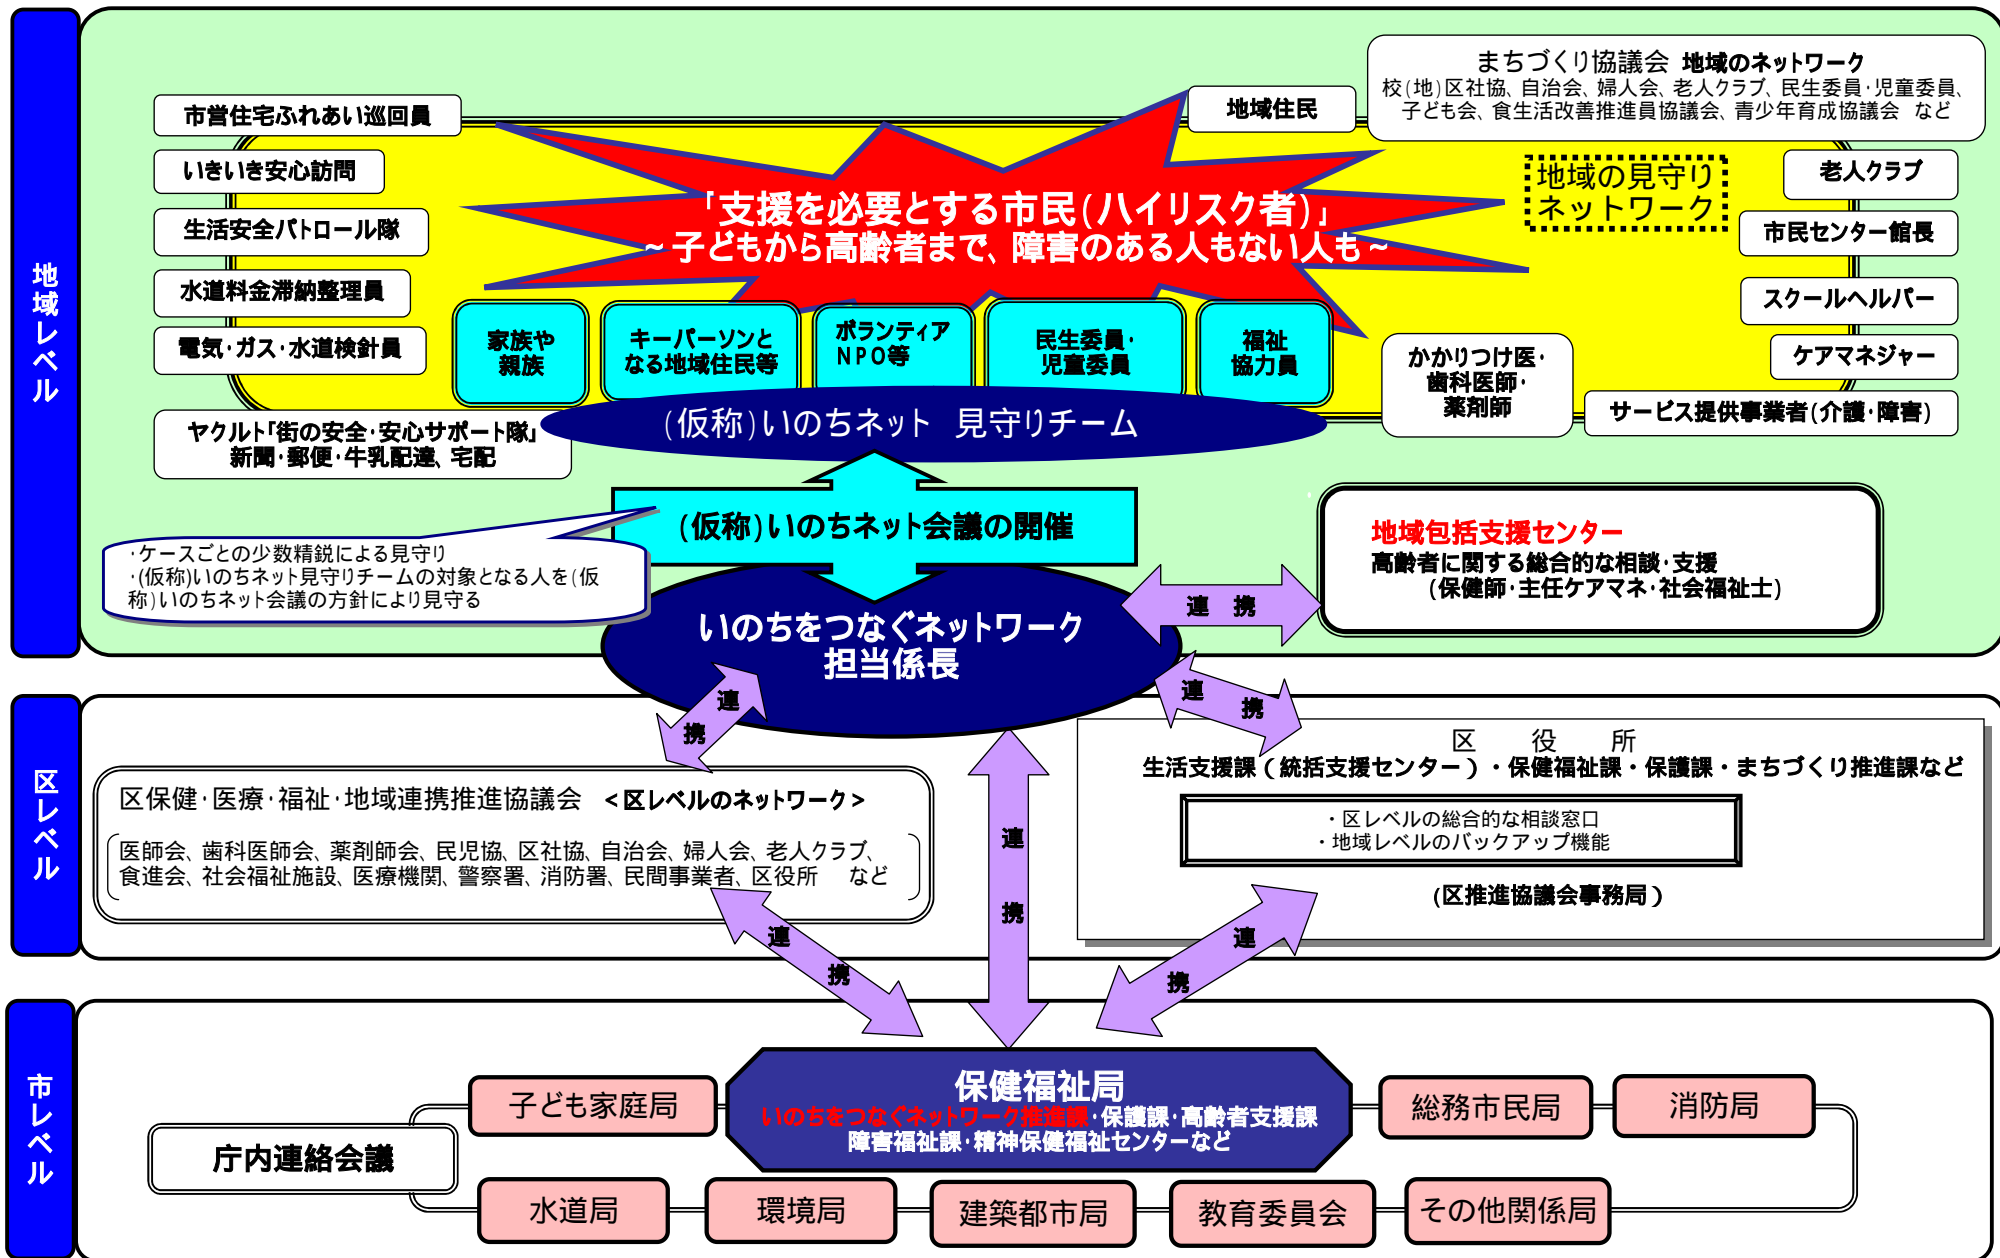 地域レベル
まちづくり協議会 地域のネットワーク
校(地)区社協、自治会、婦人会、老人クラブ、民生委員・児童委員、
子ども会、食生活改善推進員協議会、青少年育成協議会 など
市営住宅ふれあい巡回員
地域住民
いきいき安心訪問
生活安全パトロール隊
水道料金滞納整理員
電気・ガス・水道検針員
ヤクルト「街の安全・安心サポート隊」
新聞・郵便・牛乳配達、宅配
「支援を必要とする市民(ハイリスク者)」
~子どもから高齢者まで、障害のある人もない人も~
地域の見守り
ネットワーク
老人クラブ
市民センター館長
スクールヘルパー
ケアマネジャー
サービス提供事業者(介護・障害)
かかりつけ医・
歯科医師・
薬剤師
家族や
親族
キーパーソンと
なる地域住民等
ボランティア
NPO等
民生委員・
児童委員
福祉
協力員
(仮称)いのちネット 見守りチーム
(仮称)いのちネット会議の開催
・ケースごとの少数精鋭による見守り
・(仮称)いのちネット見守りチームの対象となる人を(仮
称)いのちネット会議の方針により見守る
地域包括支援センター
高齢者に関する総合的な相談・支援
(保健師・主任ケアマネ・社会福祉士)
連 携
いのちをつなぐネットワーク
担当係長
連
携
連
携
区レベル
区保健・医療・福祉・地域連携推進協議会 <区レベルのネットワーク>
医師会、歯科医師会、薬剤師会、民児協、区社協、自治会、婦人会、老人クラブ、
食進会、社会福祉施設、医療機関、警察署、消防署、民間事業者、区役所 など
連
携
区 役 所
生活支援課(統括支援センター)・保健福祉課・保護課・まちづくり推進課など
・区レベルの総合的な相談窓口
・地域レベルのバックアップ機能
(区推進協議会事務局)
連
携
連
携
市レベル
保健福祉局
いのちをつなぐネットワーク推進課・保護課・高齢者支援課
障害福祉課・精神保健福祉センターなど
子ども家庭局
総務市民局
消防局
庁内連絡会議
水道局
環境局
建築都市局
教育委員会
その他関係局